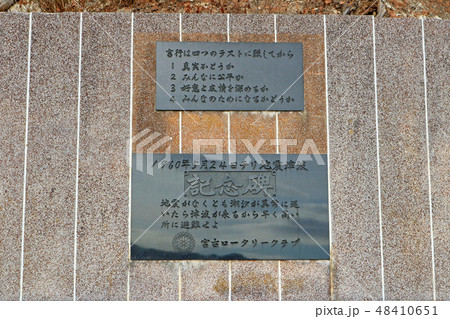 言行は四つのテストに照してから
1 真実かどうか
2 みんなに公平か
3 好意と友情を深めるか
4 みんなのためになるかどうか
1960年5月24日チリ地震津波
記念碑
地震がなくとも潮汐が異常に退
いたら津波が来るから早く高い
所に避難せよ
宮古ロータリークラブ
PIXTA
48410651